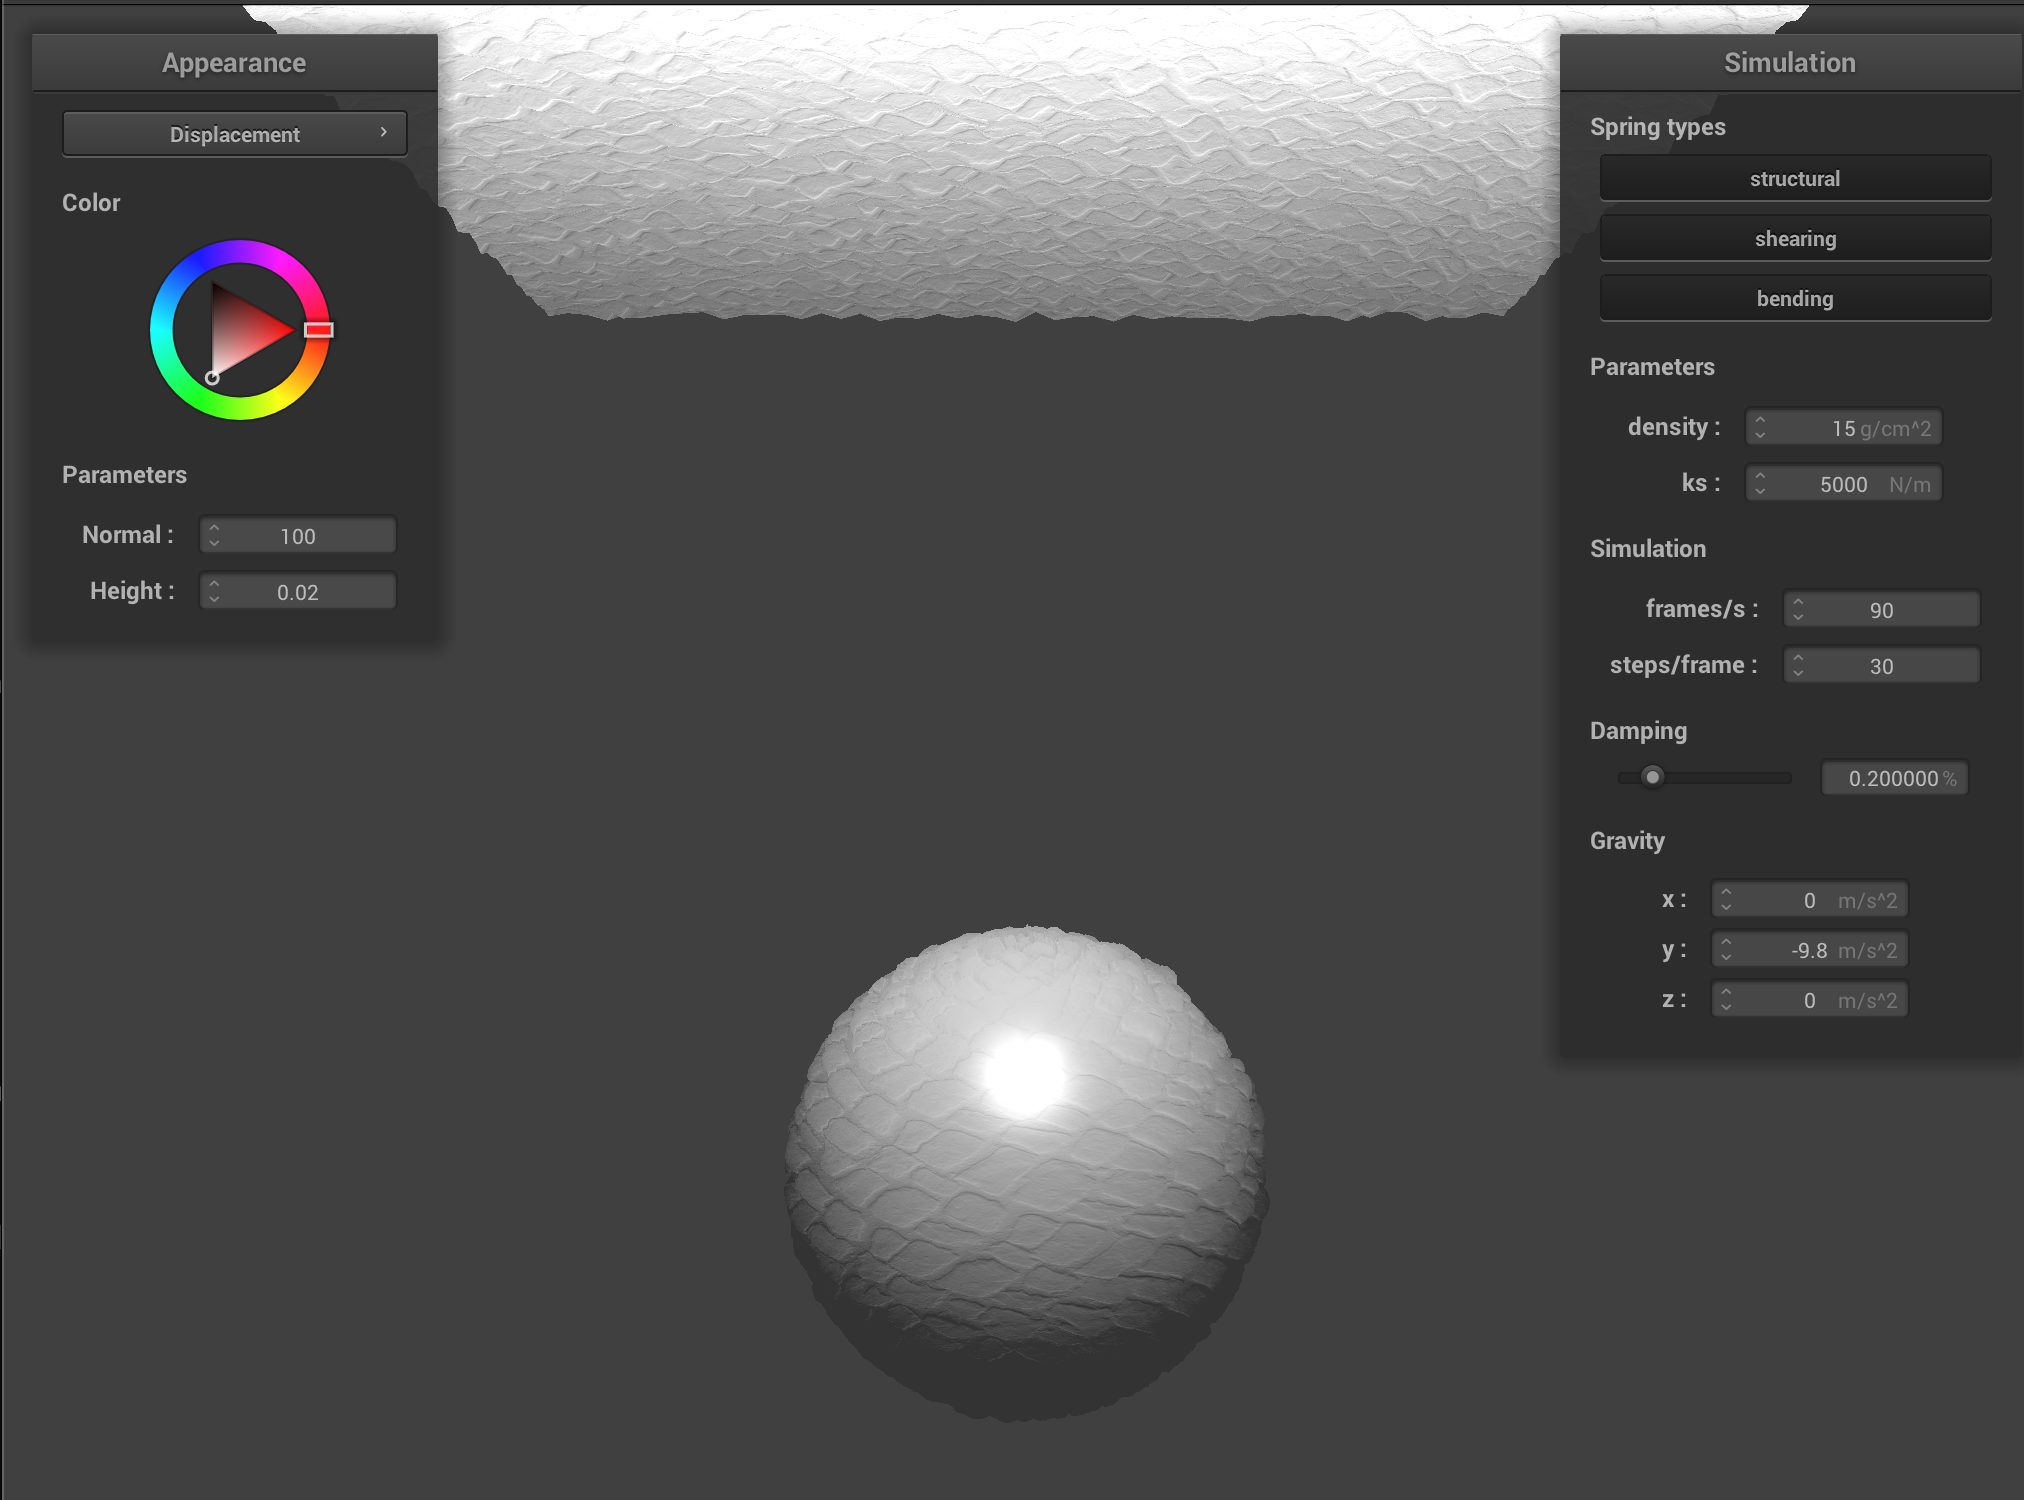 Appearance
Displacement ›
Color
Parameters
Normal : 100
Height : 0.02
Simulation
Spring types
structural
shearing
bending
Parameters
density : 15 g/cm^2
ks : 5000 N/m
Simulation
frames/s : 90
steps/frame : 30
Damping
0.200000 %
Gravity
x : 0 m/s^2
y : -9.8 m/s^2
z : 0 m/s^2